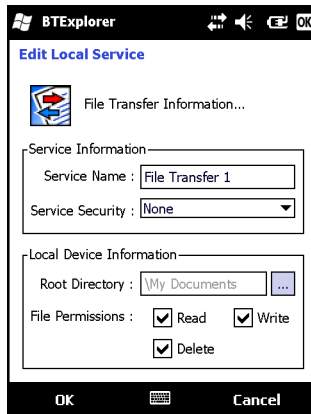 BTExplorer OK
Edit Local Service
File Transfer Information...
Service Information
Service Name : File Transfer 1
Service Security : None
Local Device Information
Root Directory : \My Documents ...
File Permissions : Read Write
Delete
OK Cancel